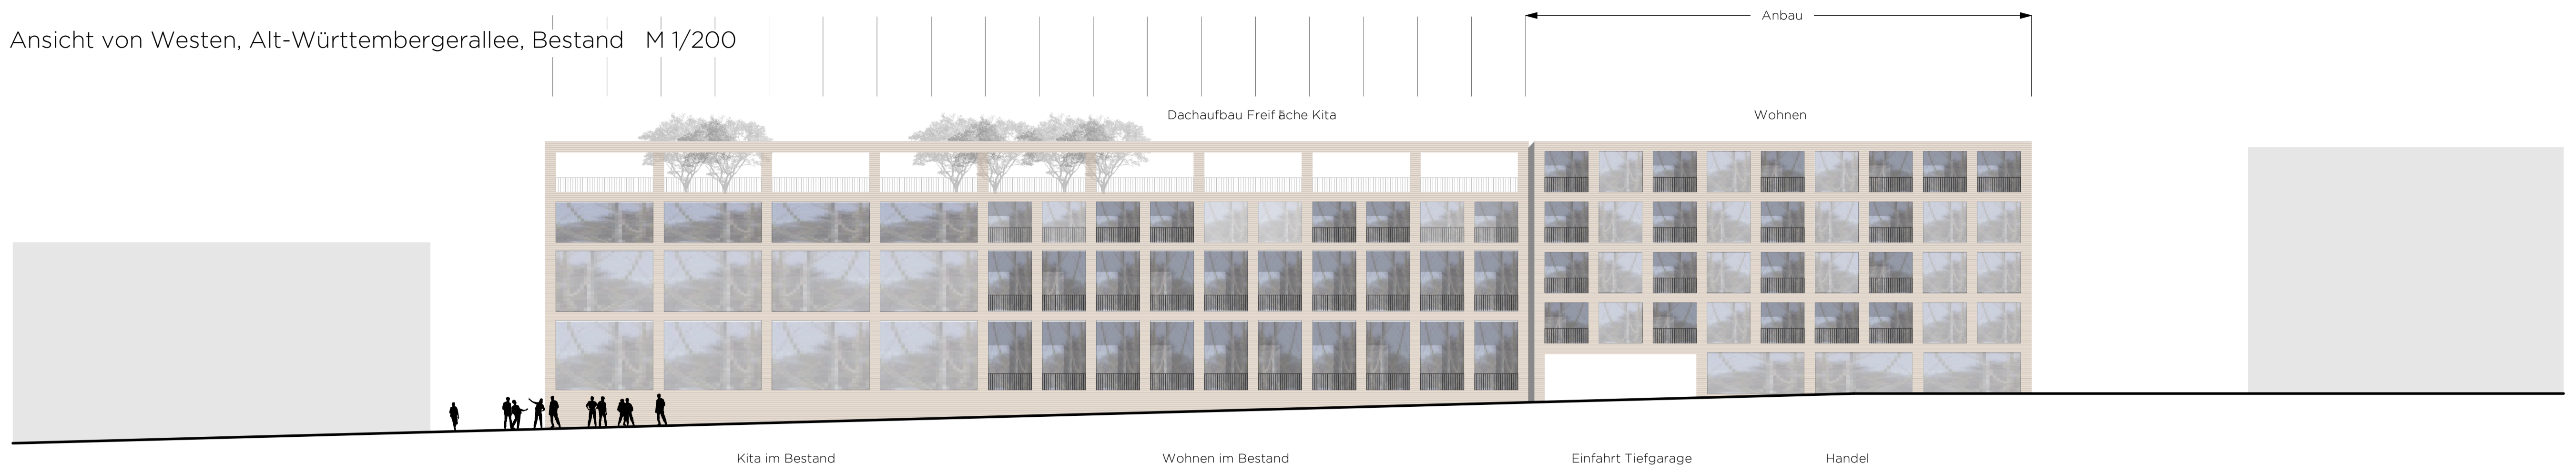 Anbau
Ansicht von Westen, Alt-Württembergerallee, Bestand M 1/200
Dachaufbau Freifläche Kita
Wohnen
Kita im Bestand
Wohnen im Bestand
Einfahrt Tiefgarage
Handel